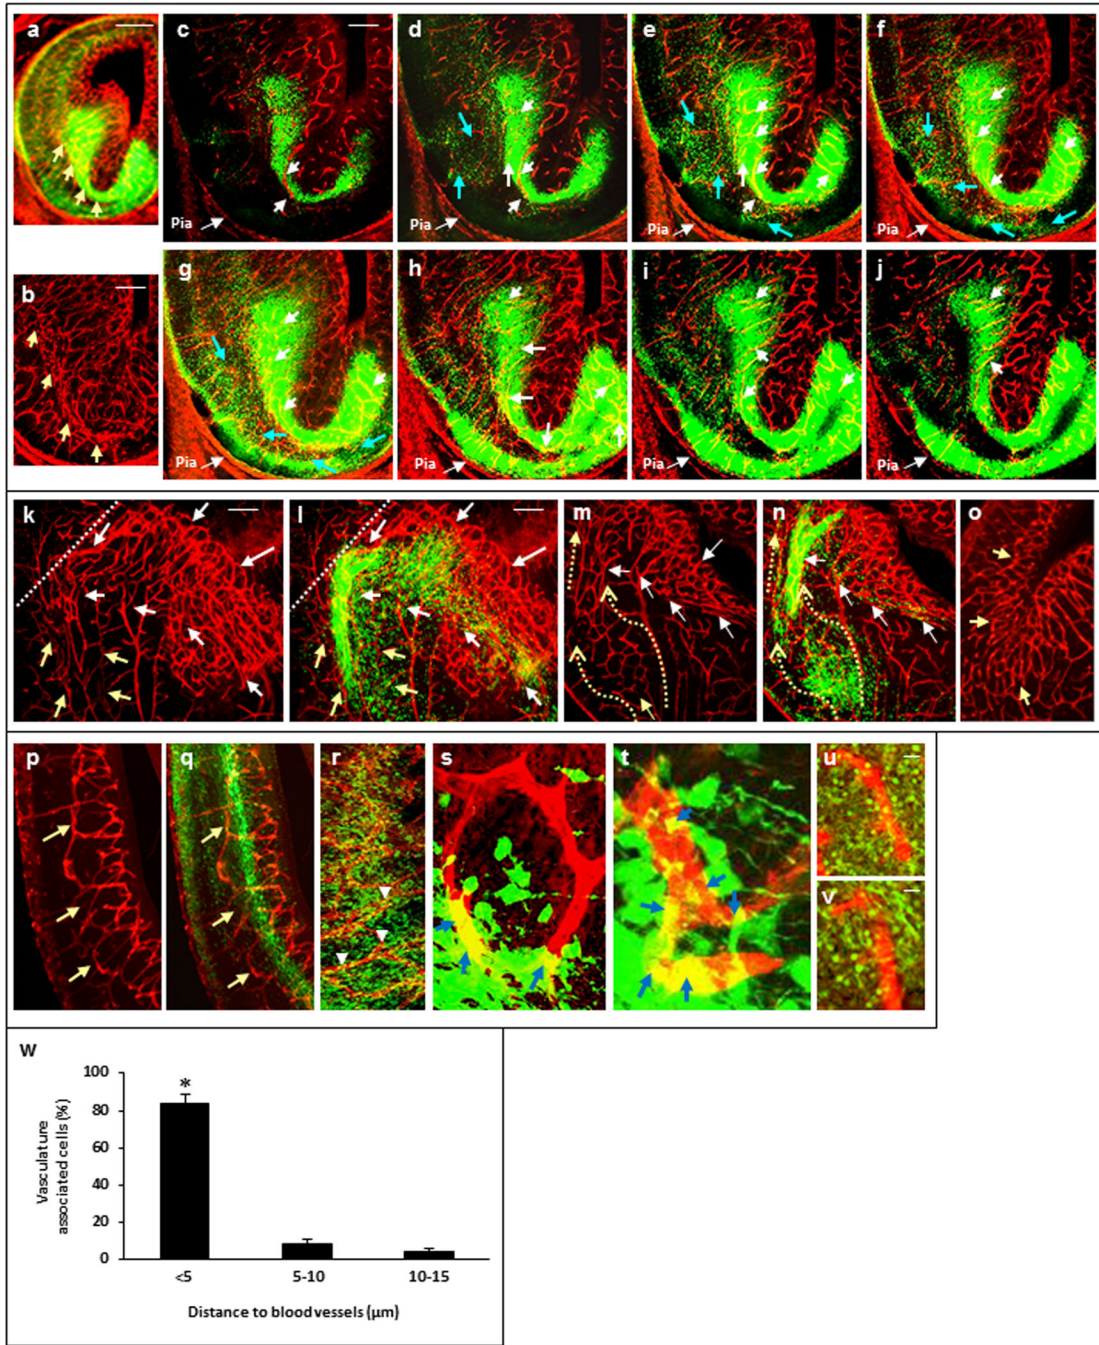 a
c
d
e
f
Pia
Pia
Pia
Pia
b
g
h
i
j
Pia
Pia
Pia
Pia
k
l
m
n
o
p
q
r
s
t
u
v
w
100
80
60
40
20
0
*
Vasculature
associated cells (%)
<5
5-10
10-15
Distance to blood vessels (µm)